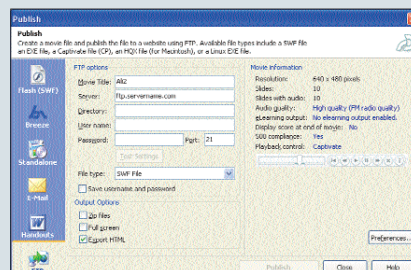 Publish
Publish
Create a movie file and publish the file to a website using FTP. Available file types include a SWF file
an EXE file, a Captivate file (CP), an HQX file (for Macintosh), or a Linux EXE file.
Flash (SWF)
Breeze
Standalone
E-Mail
Handouts
FTP options
Movie Title: Ali2
Server: ftp.servername.com
Directory:
User name:
Password: Port: 21
Test Settings
File type: SWF File
Save username and password
Output Options
Zip files
Full screen
Export HTML
Movie information
Resolution: 640 x 480 pixels
Slides: 10
Slides with audio: 10
Audio quality: High quality (FM radio quality)
eLearning output: No elearning output enabled.
Display score at end of movie: No
508 compliance: Yes
Playback control: Captivate
Preferences...
Publish Close Help